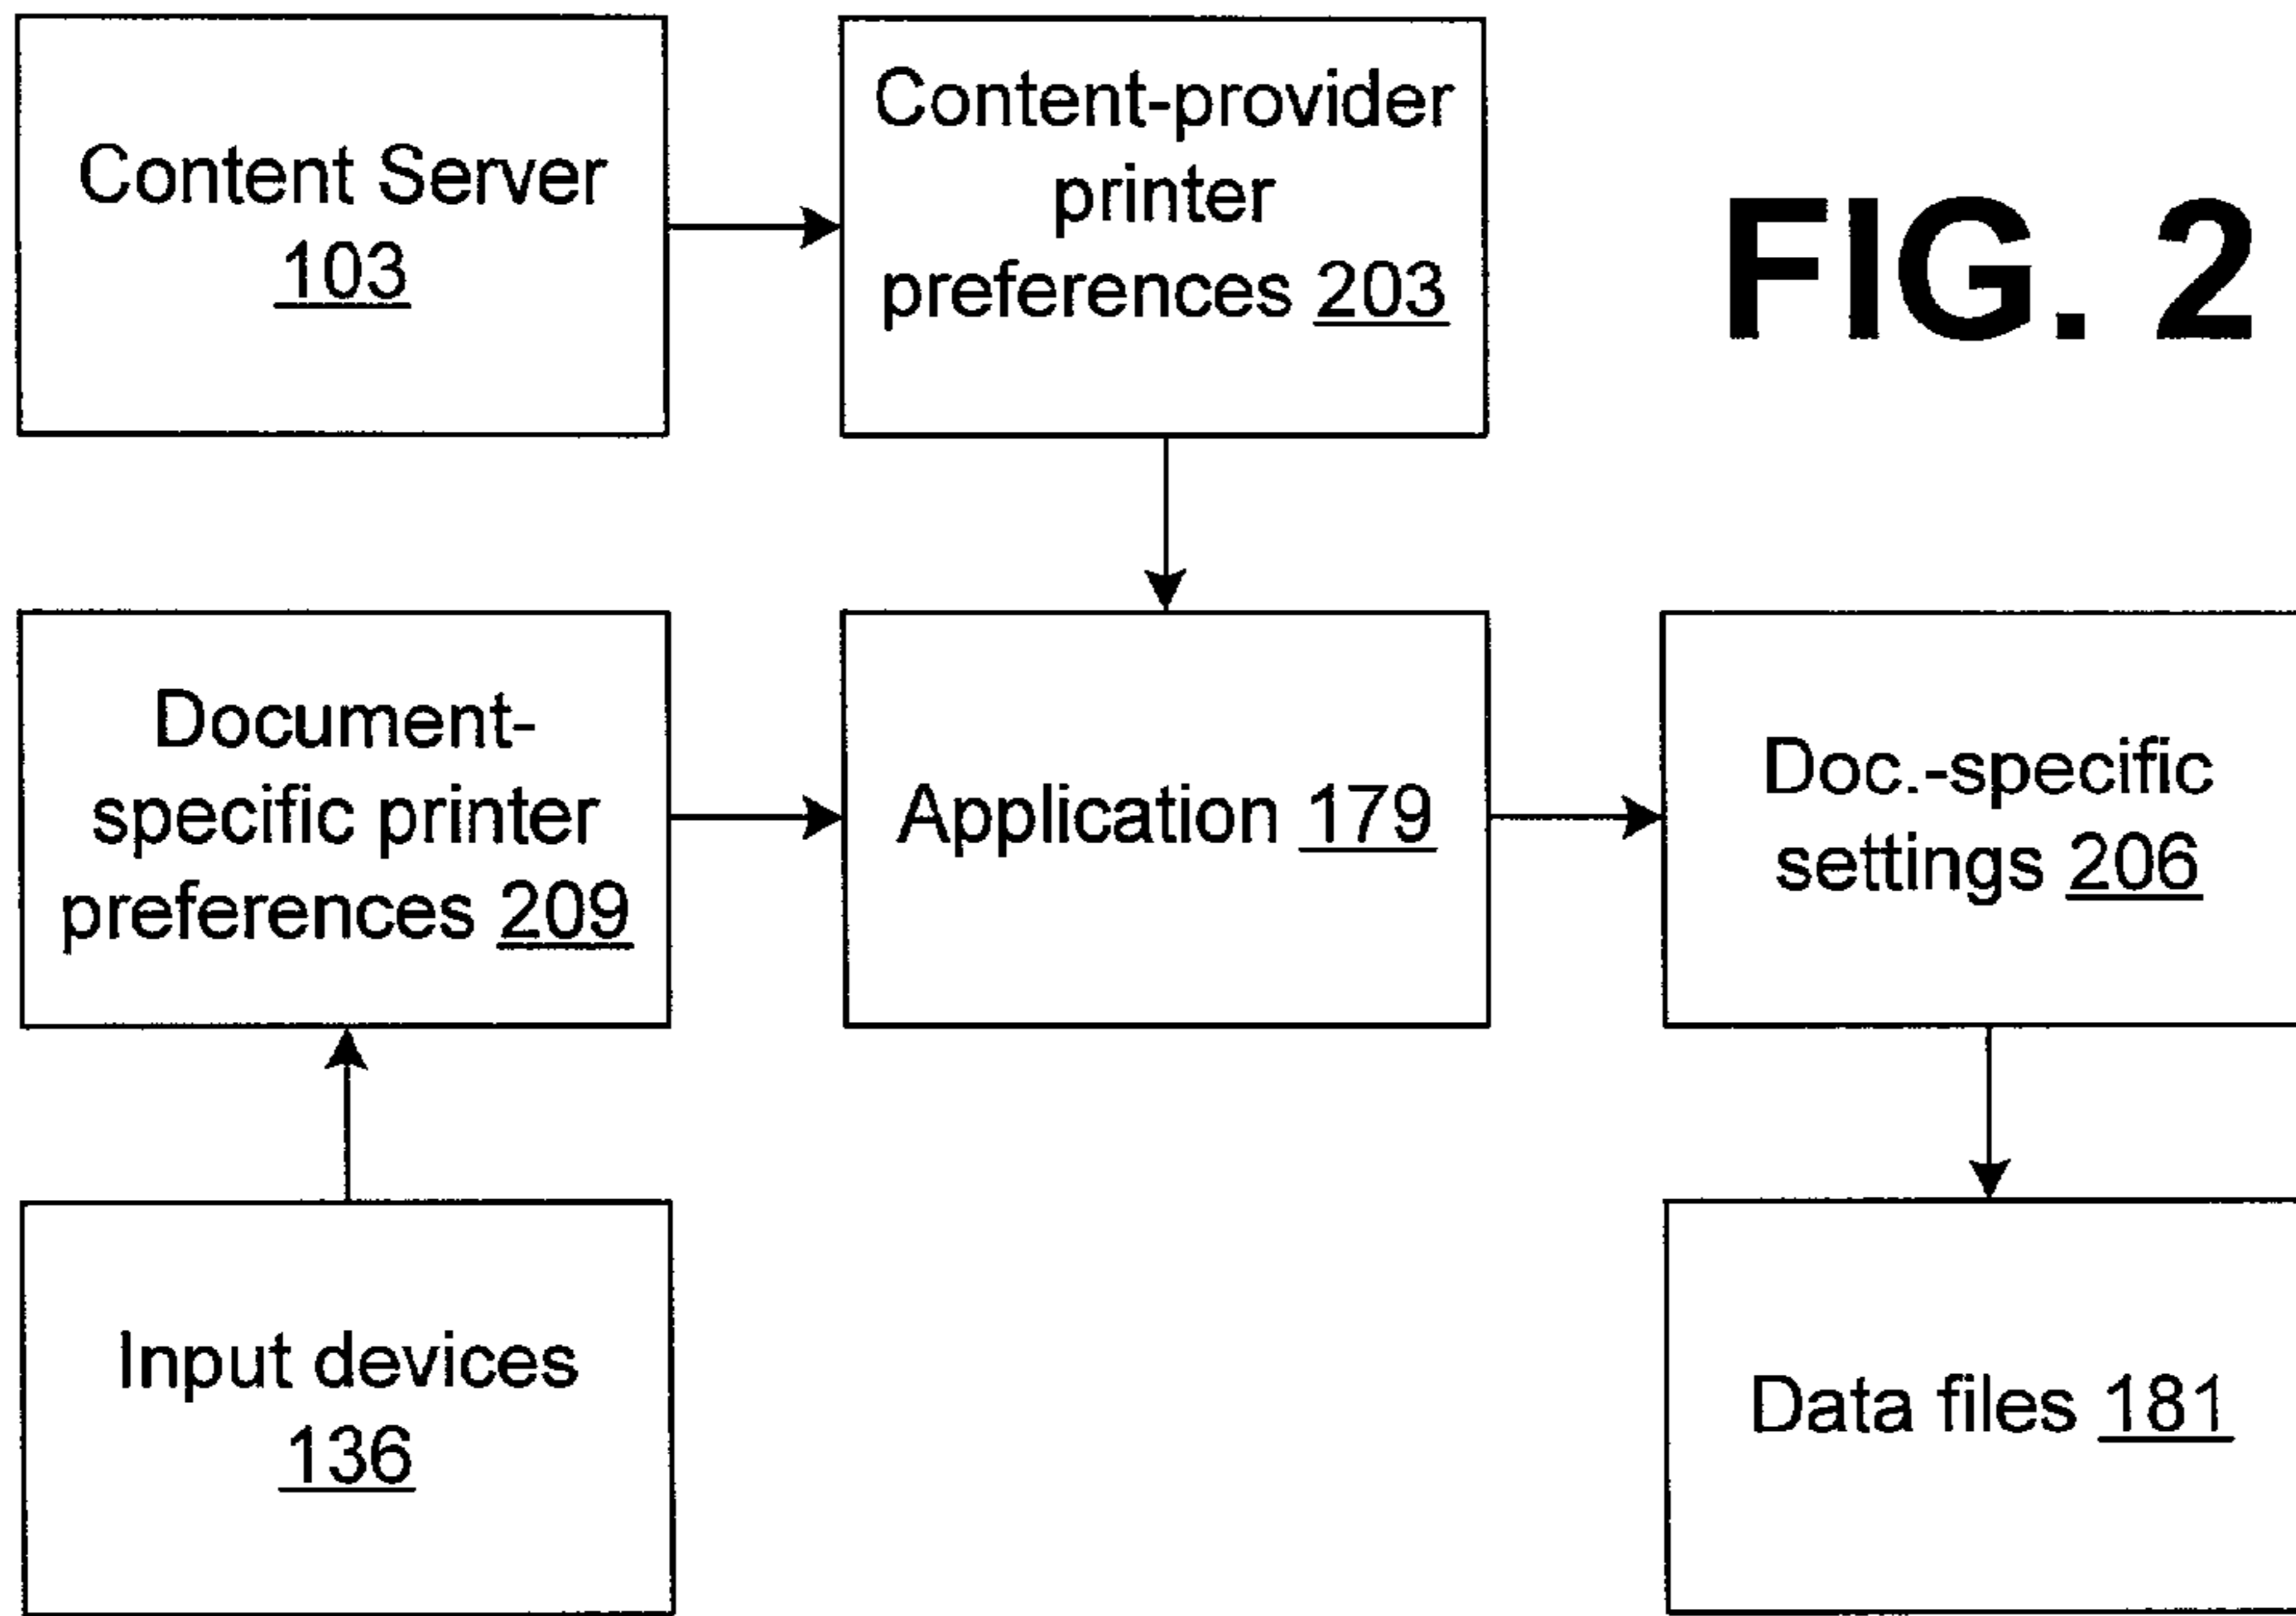 Content Server
103
Content-provider
printer
preferences 203
FIG. 2
Document-
specific printer
preferences 209
Application 179
Doc.-specific
settings 206
Input devices
136
Data files 181